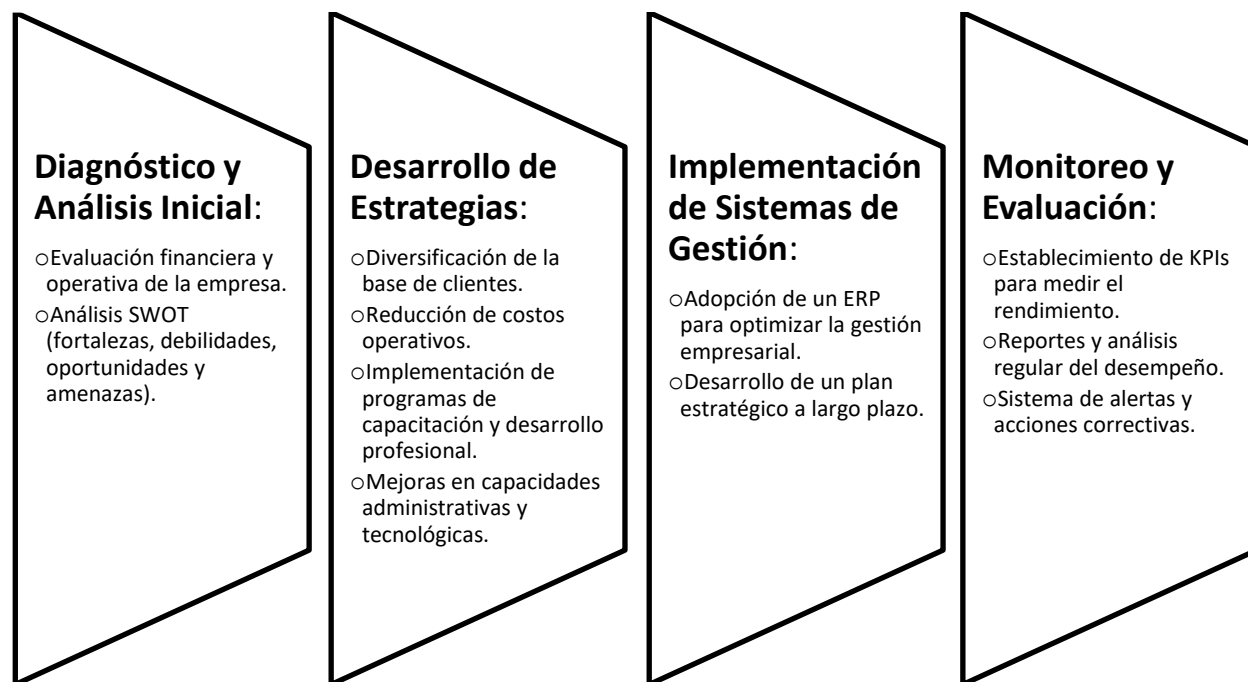 Diagnóstico y
Análisis Inicial:
oEvaluación financiera y
operativa de la empresa.
oAnálisis SWOT
(fortalezas, debilidades,
oportunidades y
amenazas).
Desarrollo de
Estrategias:
oDiversificación de la
base de clientes.
oReducción de costos
operativos.
oImplementación de
programas de
capacitación y desarrollo
profesional.
oMejoras en capacidades
administrativas y
tecnológicas.
Implementación
de Sistemas de
Gestión:
oAdopción de un ERP
para optimizar la gestión
empresarial.
oDesarrollo de un plan
estratégico a largo plazo.
Monitoreo y
Evaluación:
oEstablecimiento de KPIs
para medir el
rendimiento.
oReportes y análisis
regular del desempeño.
oSistema de alertas y
acciones correctivas.